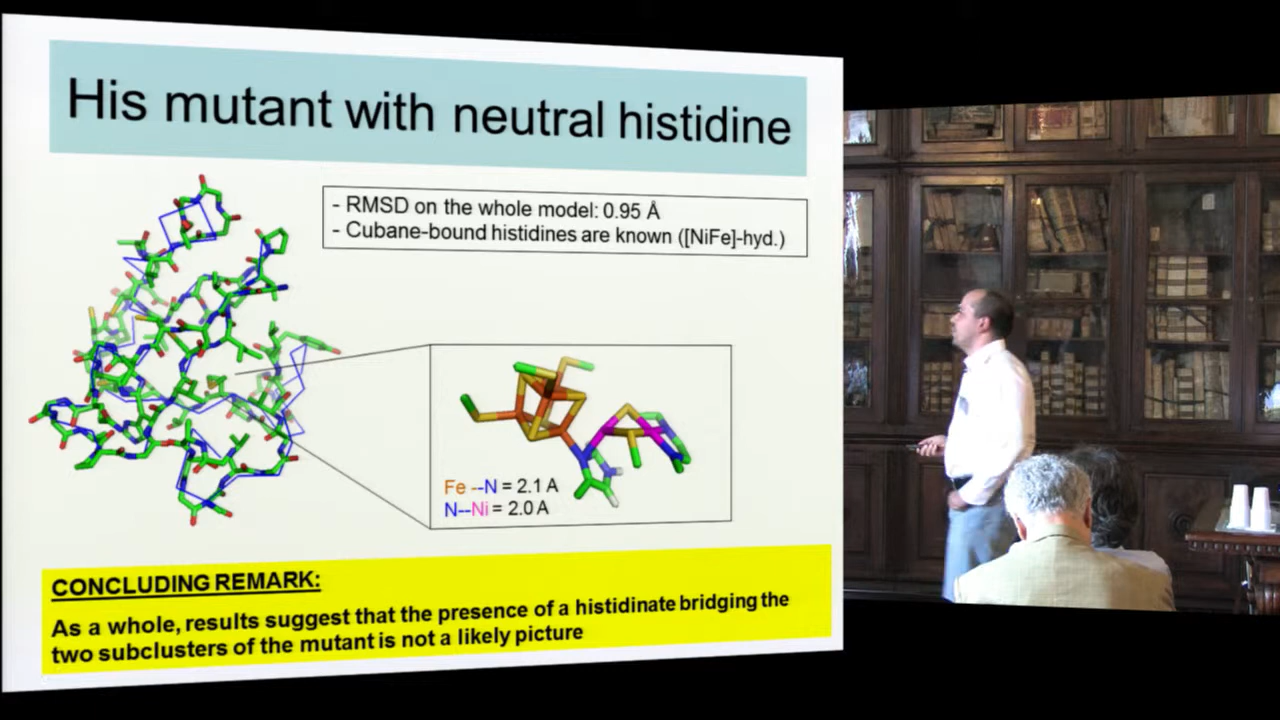 His mutant with neutral histidine
- RMSD on the whole model: 0.95 Å
- Cubane-bound histidines are known ([NiFe]-hyd.)
Fe --N = 2.1 A
N--Ni = 2.0 A
CONCLUDING REMARK:
As a whole, results suggest that the presence of a histidinate bridging the
two subclusters of the mutant is not a likely picture